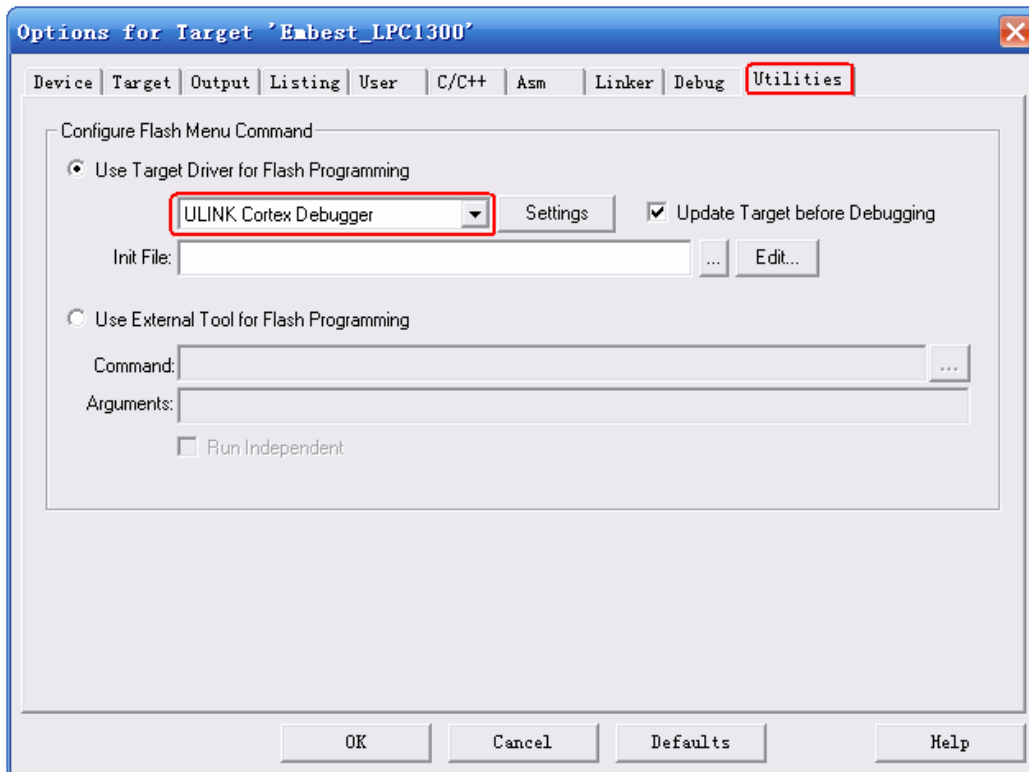 Options for Target 'Embest_LPC1300'
Device Target Output Listing User C/C++ Asm Linker Debug Utilities
Configure Flash Menu Command
Use Target Driver for Flash Programming
ULINK Cortex Debugger Settings Update Target before Debugging
Init File: ... Edit...
Use External Tool for Flash Programming
Command: ...
Arguments:
Run Independent
OK Cancel Defaults Help